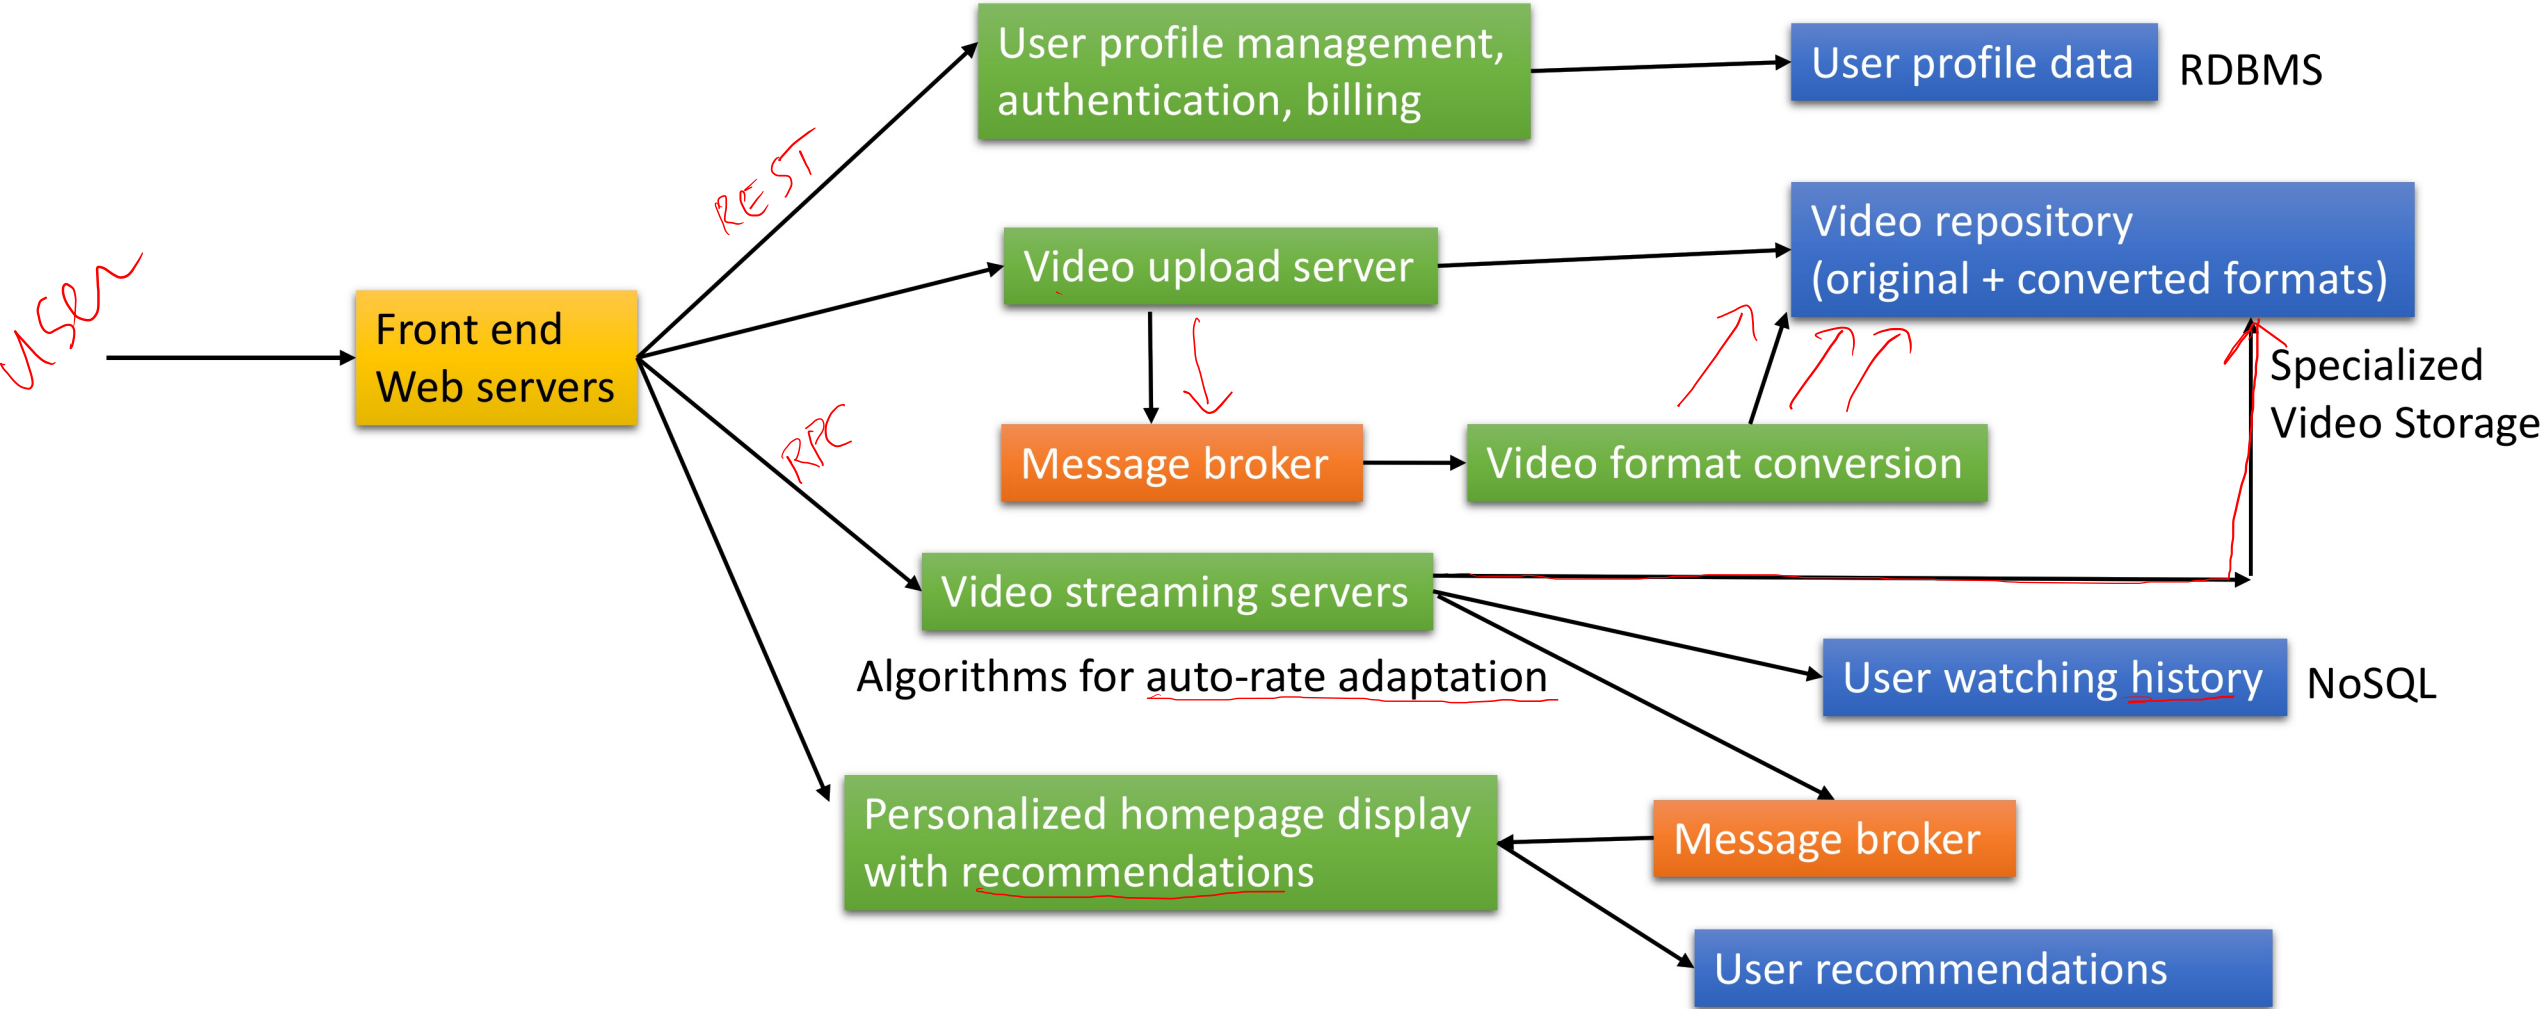 User profile management,
authentication, billing
User profile data
RDBMS
REST
Video repository
(original + converted formats)
Video upload server
user
Front end
Web servers
Specialized
Video Storage
RPC
Message broker
Video format conversion
Video streaming servers
Algorithms for auto-rate adaptation
User watching history
NoSQL
Personalized homepage display
with recommendations
Message broker
User recommendations